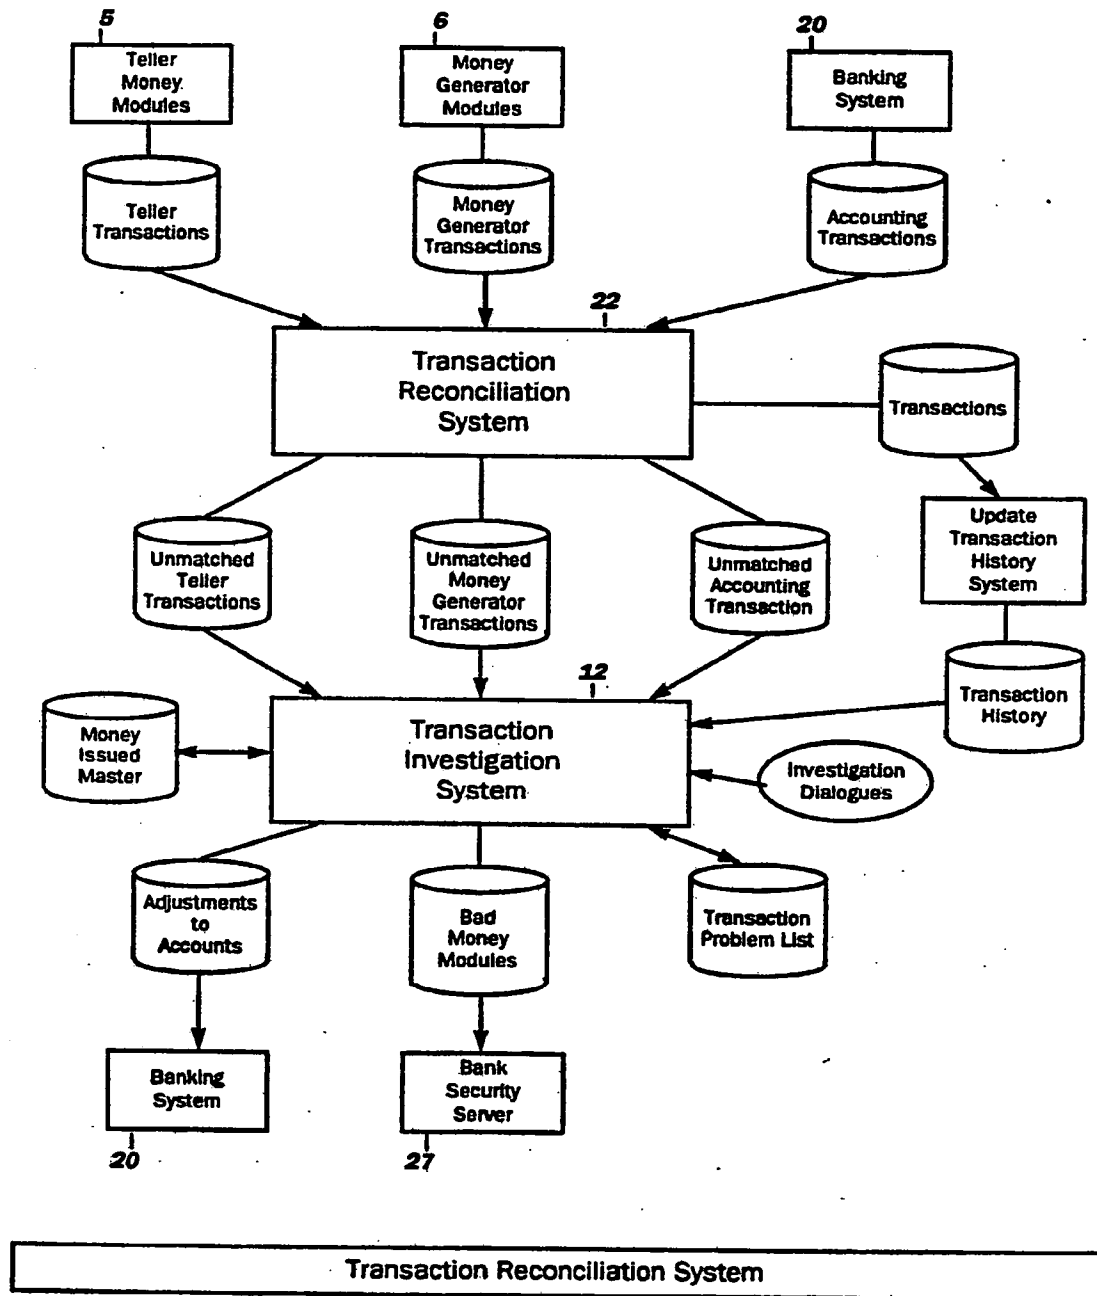 5
Teller
Money
Modules
6
Money
Generator
Modules
20
Banking
System
Teller
Transactions
Money
Generator
Transactions
Accounting
Transactions
22
Transaction
Reconciliation
System
Transactions
Update
Transaction
History
System
Unmatched
Teller
Transactions
Unmatched
Money
Generator
Transactions
Unmatched
Accounting
Transaction
Transaction
History
12
Transaction
Investigation
System
Money
Issued
Master
Investigation
Dialogues
Adjustments
to
Accounts
Bad
Money
Modules
Transaction
Problem List
Banking
System
20
Bank
Security
Server
27
Transaction Reconciliation System